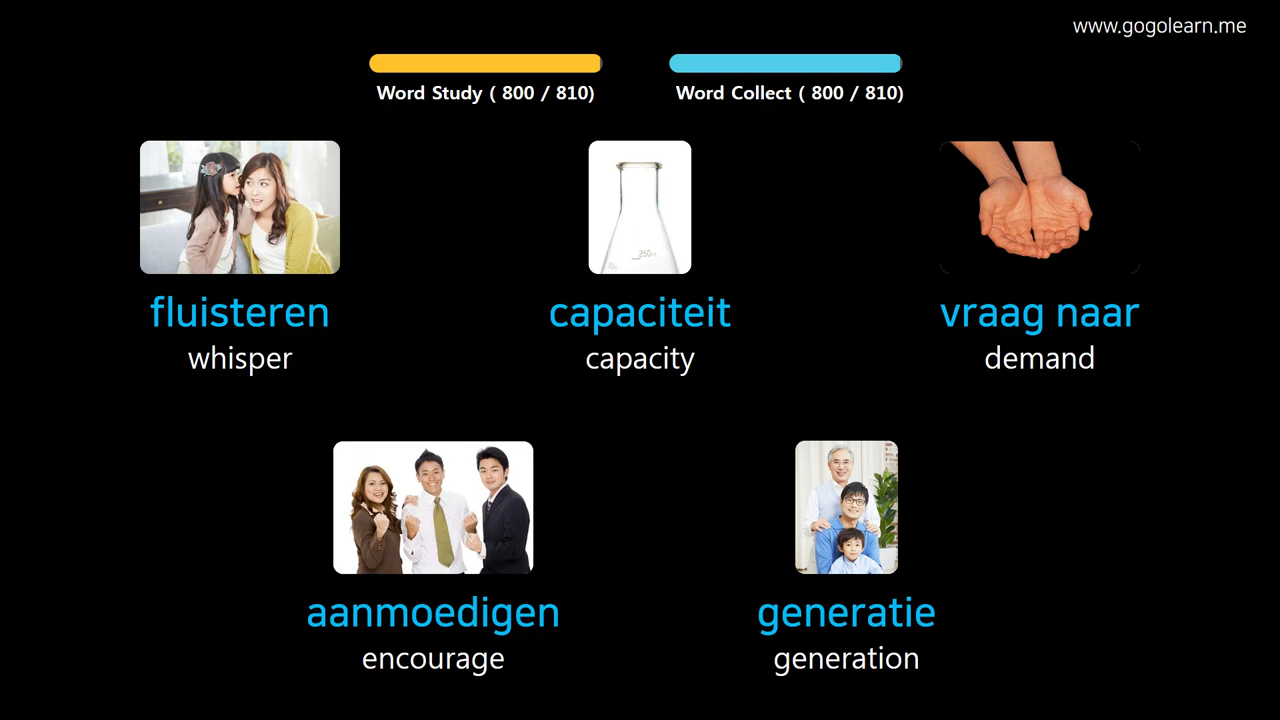 www.gogolearn.me
Word Study ( 800 / 810)
Word Collect ( 800 / 810)
250
fluisteren
capaciteit
vraag naar
whisper
capacity
demand
aanmoedigen
generatie
encourage
generation